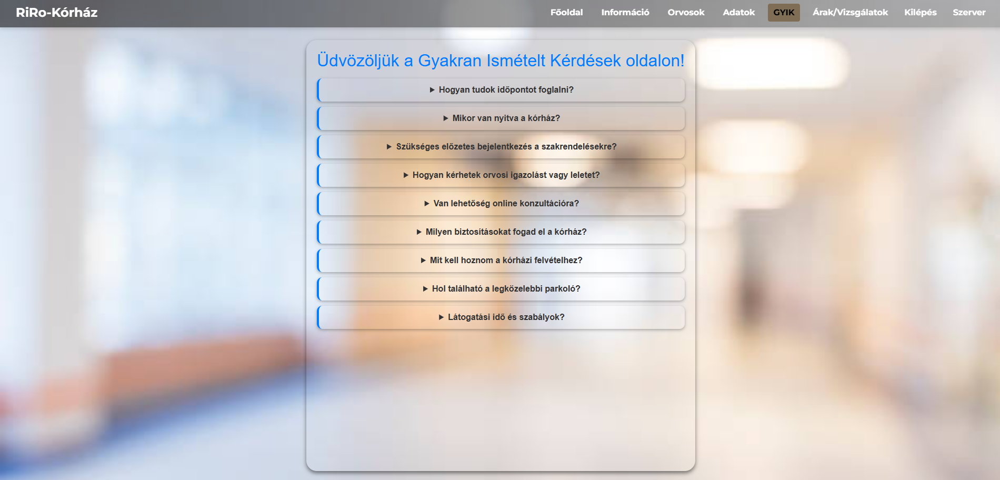 RiRo-Kórház
Főoldal Információ Orvosok Adatok GYIK Árak/Vizsgálatok Kilépés Szerver
Üdvözöljük a Gyakran Ismételt Kérdések oldalon!
Hogyan tudok időpontot foglalni?
Mikor van nyitva a kórház?
Szükséges előzetes bejelentkezés a szakrendelésekre?
Hogyan kérhetek orvosi igazolást vagy leletet?
Van lehetőség online konzultációra?
Milyen biztosításokat fogad el a kórház?
Mit kell hoznom a kórházi felvételhez?
Hol található a legközelebbi parkoló?
Látogatási idő és szabályok?